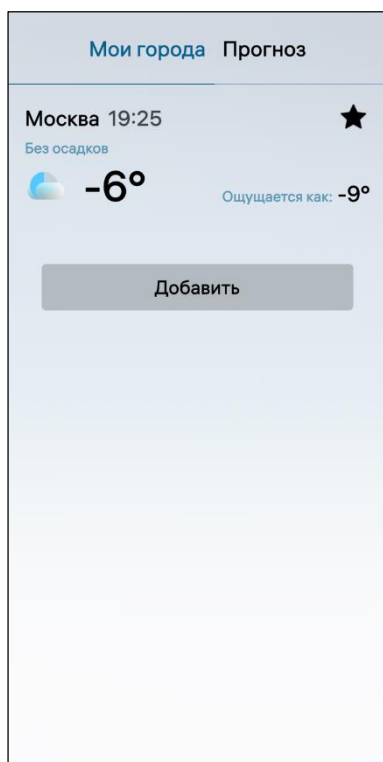 Мои города Прогноз
Москва 19:25
Без осадков
-6°
Ощущается как: -9°
Добавить